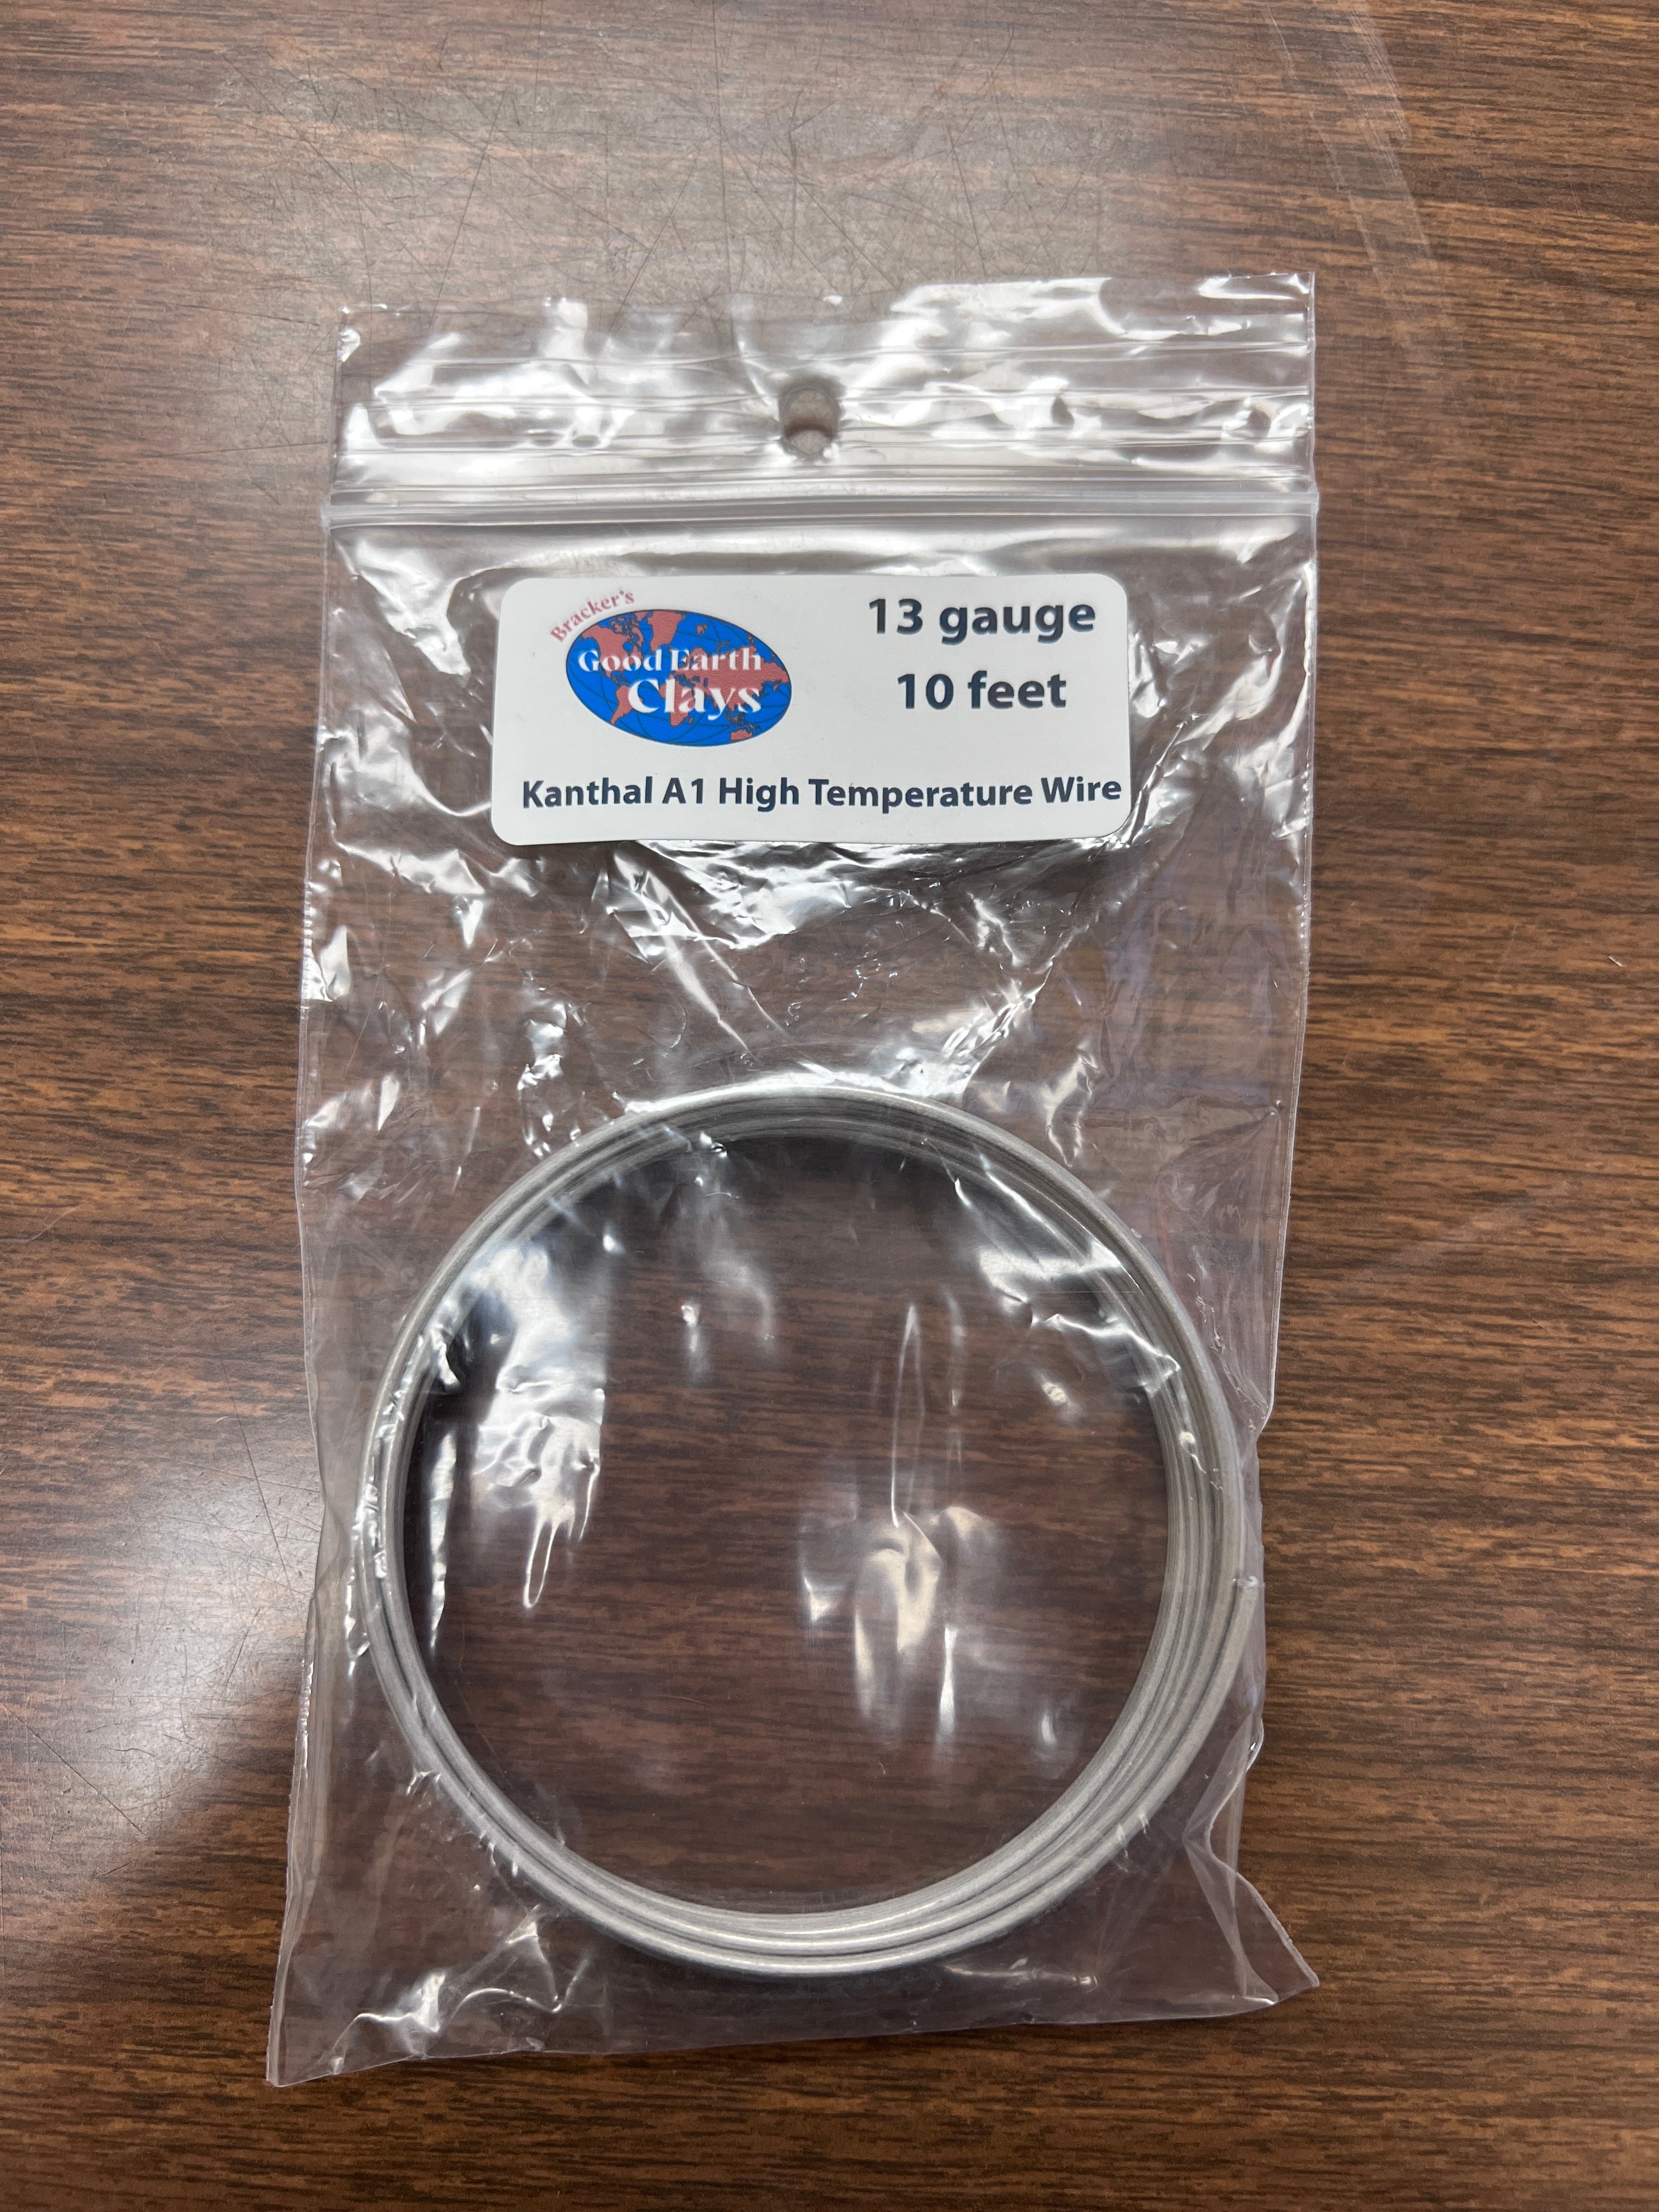 Bracker's
Good Earth
Clays
13 gauge
10 feet
Kanthal A1 High Temperature Wire